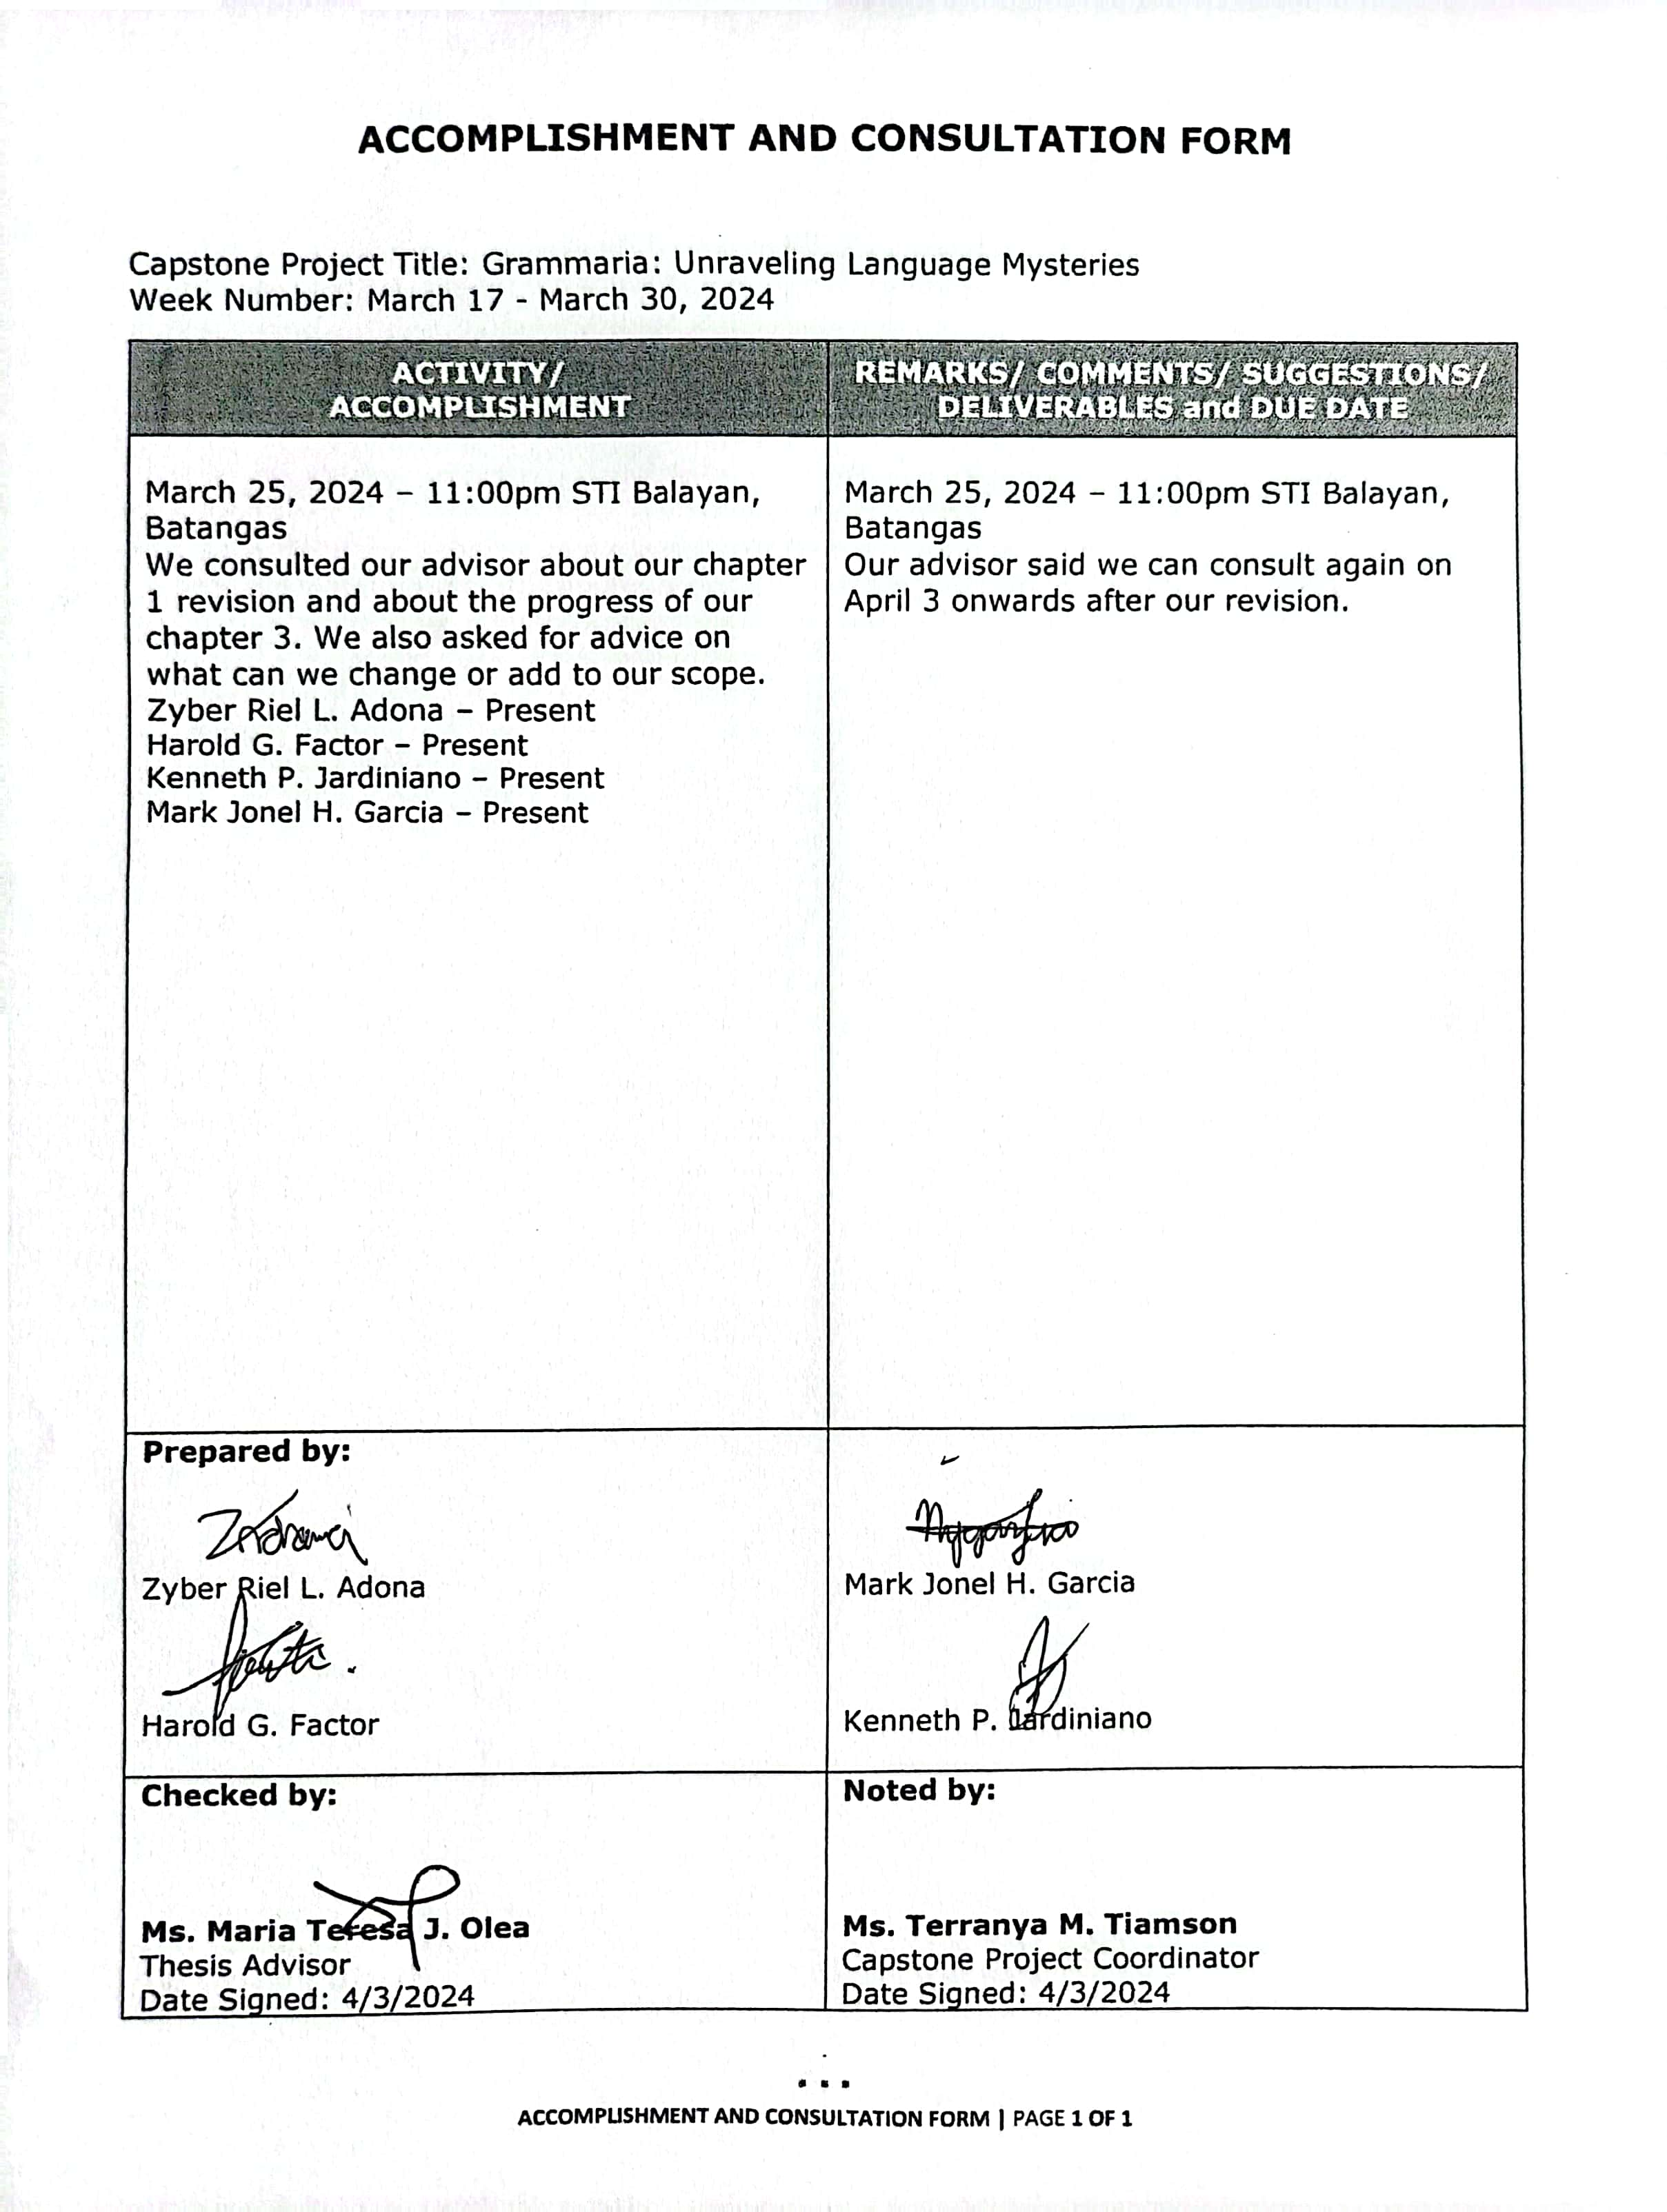 ACCOMPLISHMENT AND CONSULTATION FORM
Capstone Project Title: Grammaria: Unraveling Language Mysteries
Week Number: March 17 - March 30, 2024
ACTIVITY/
ACCOMPLISHMENT
REMARKS/ COMMENTS/ SUGGESTIONS/
DELIVERABLES and DUE DATE
March 25, 2024 – 11:00pm STI Balayan,
Batangas
We consulted our advisor about our chapter
1 revision and about the progress of our
chapter 3. We also asked for advice on
what can we change or add to our scope.
Zyber Riel L. Adona – Present
Harold G. Factor – Present
Kenneth P. Jardiniano – Present
Mark Jonel H. Garcia – Present
March 25, 2024 – 11:00pm STI Balayan,
Batangas
Our advisor said we can consult again on
April 3 onwards after our revision.
Prepared by:
Zyber Riel L. Adona
Harold G. Factor
Mark Jonel H. Garcia
Kenneth P. Jardiniano
Checked by:
Ms. Maria Teresa J. Olea
Thesis Advisor
Date Signed: 4/3/2024
Noted by:
Ms. Terranya M. Tiamson
Capstone Project Coordinator
Date Signed: 4/3/2024
ACCOMPLISHMENT AND CONSULTATION FORM | PAGE 1 OF 1